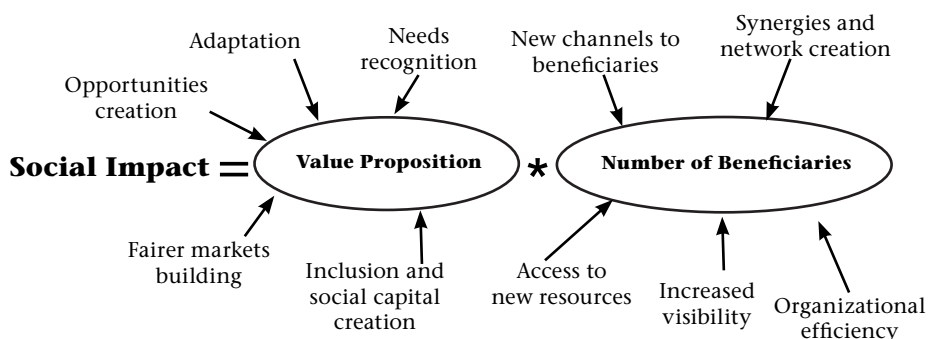 Adaptation
Needs
recognition
New channels to
beneficiaries
Synergies and
network creation
Opportunities
creation
Social Impact = Value Proposition * Number of Beneficiaries
Fairer markets
building
Inclusion and
social capital
creation
Access to
new resources
Increased
visibility
Organizational
efficiency